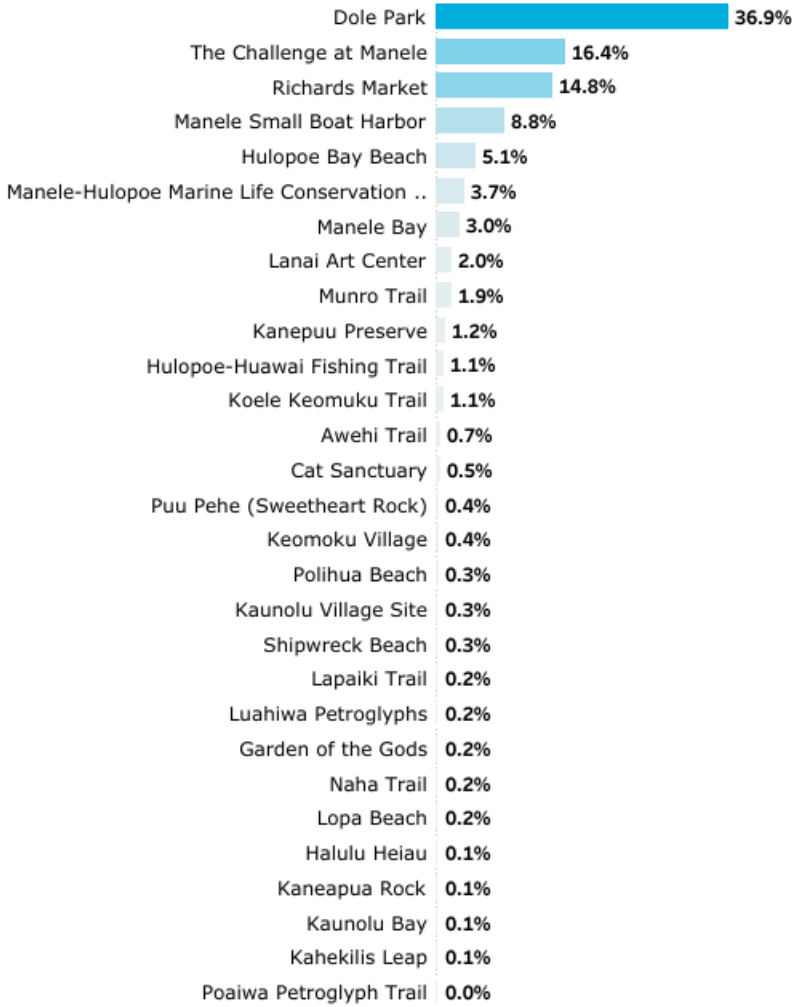 Dole Park 36.9%
The Challenge at Manele 16.4%
Richards Market 14.8%
Manele Small Boat Harbor 8.8%
Hulopoe Bay Beach 5.1%
Manele-Hulopoe Marine Life Conservation .. 3.7%
Manele Bay 3.0%
Lanai Art Center 2.0%
Munro Trail 1.9%
Kanepuu Preserve 1.2%
Hulopoe-Huawai Fishing Trail 1.1%
Koele Keomuku Trail 1.1%
Awehi Trail 0.7%
Cat Sanctuary 0.5%
Puu Pehe (Sweetheart Rock) 0.4%
Keomoku Village 0.4%
Polihua Beach 0.3%
Kaunolu Village Site 0.3%
Shipwreck Beach 0.3%
Lapaiki Trail 0.2%
Luahiwa Petroglyphs 0.2%
Garden of the Gods 0.2%
Naha Trail 0.2%
Lopa Beach 0.2%
Halulu Heiau 0.1%
Kaneapua Rock 0.1%
Kaunolu Bay 0.1%
Kahekilis Leap 0.1%
Poaiwa Petroglyph Trail 0.0%